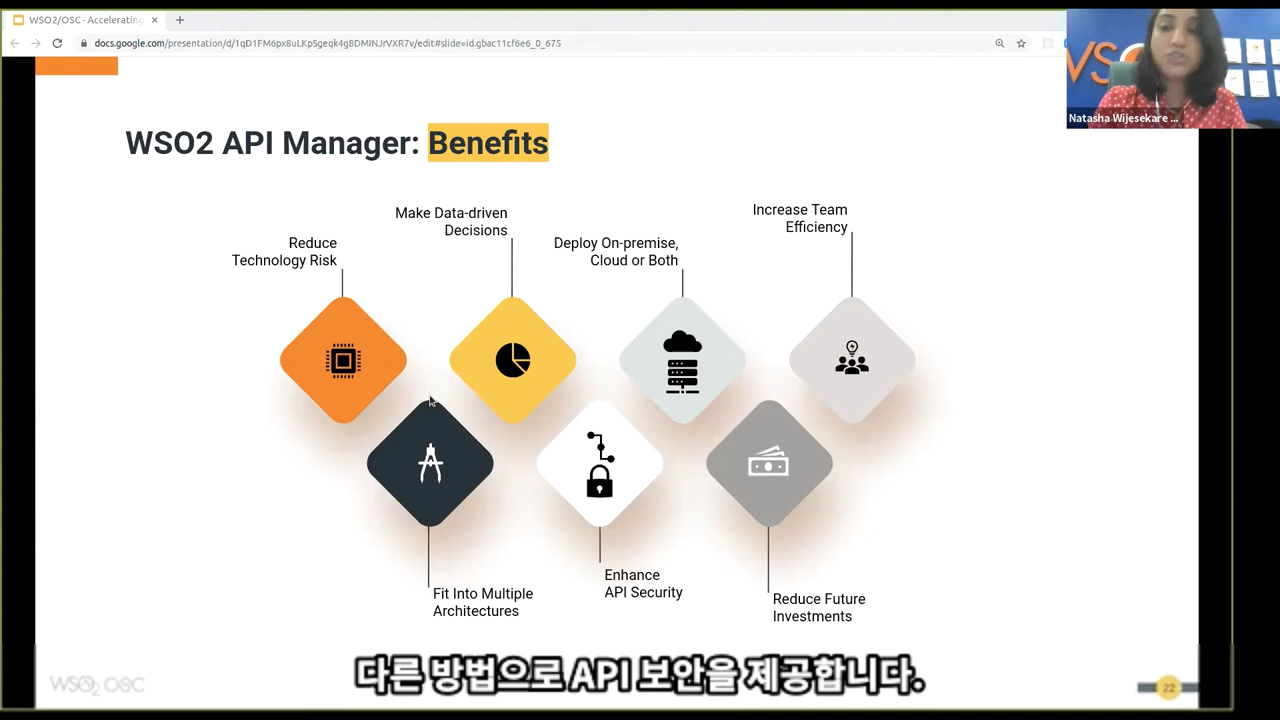 WSO2/OSC - Accelerating
docs.google.com/presentation/d/1qD1FM6px8uLKpSgeqk4g8DMINJrVXR7v/edit#slide=id.gbac11cf6e6_0_675
Natasha Wijesekare ...
WSO2 API Manager: Benefits
Increase Team
Efficiency
Make Data-driven
Decisions
Deploy On-premise,
Cloud or Both
Reduce
Technology Risk
Enhance
API Security
Fit Into Multiple
Architectures
Reduce Future
Investments
다른 방법으로 API 보안을 제공합니다.
WSO2 OSC
22